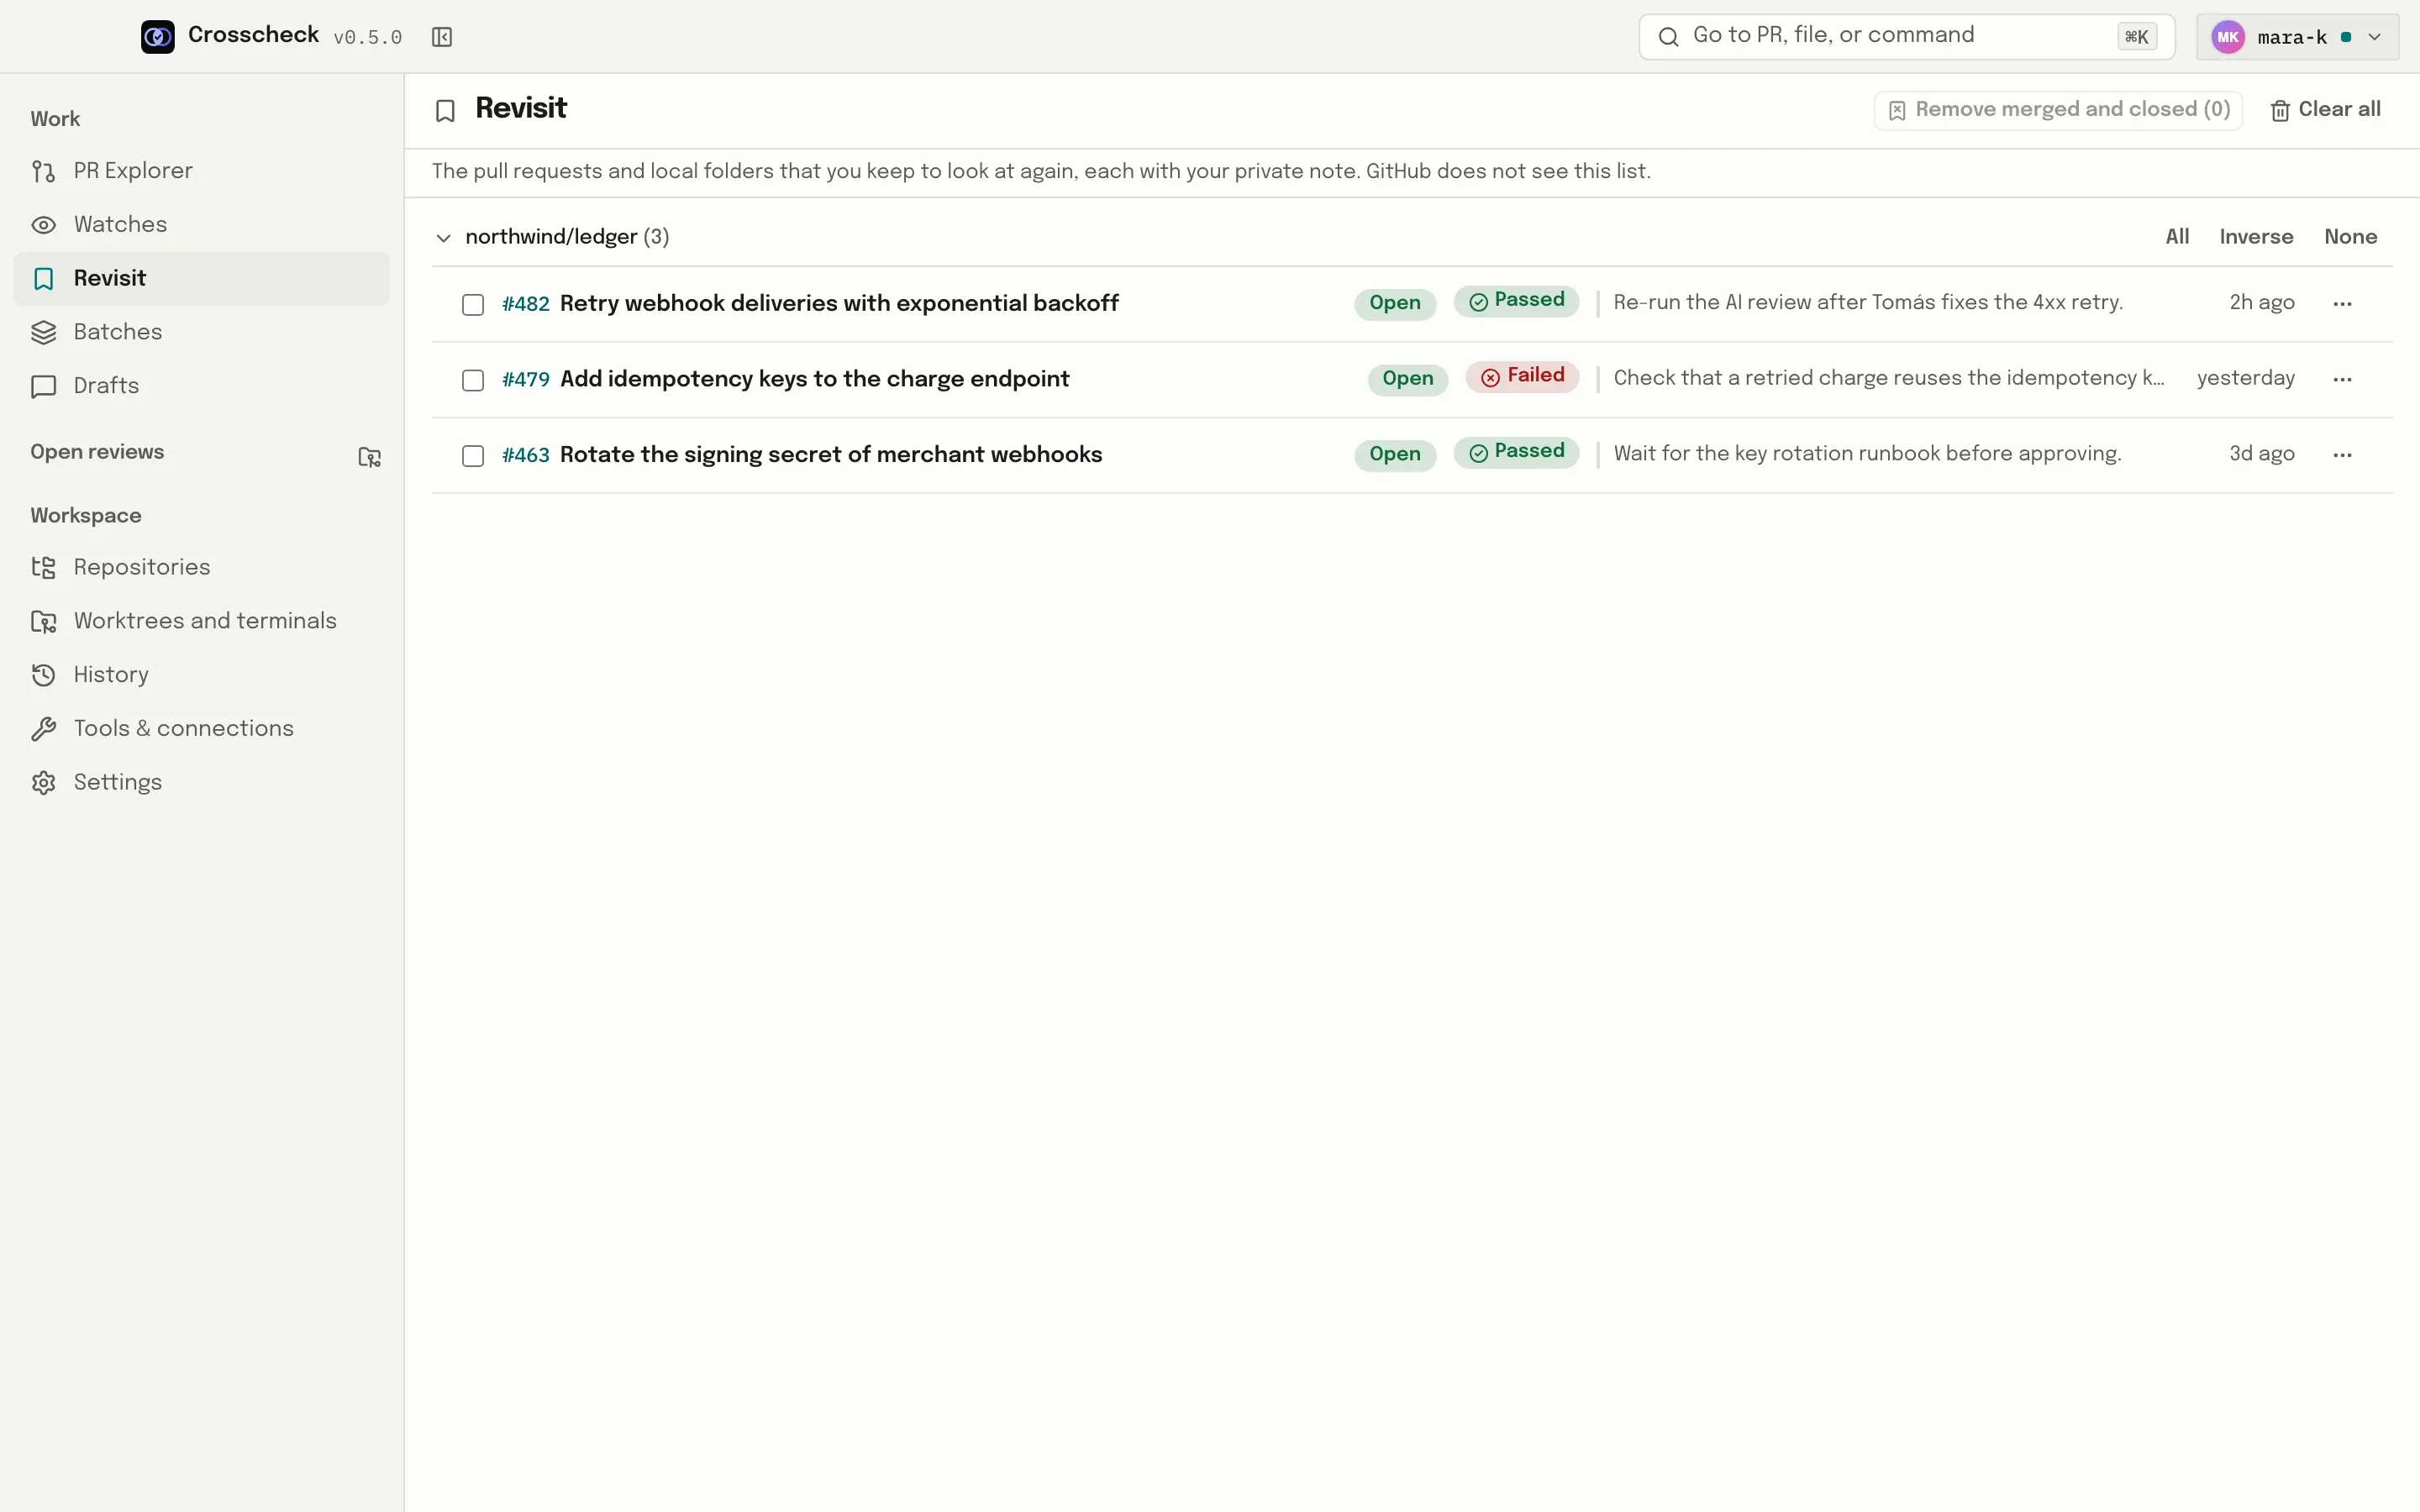 Crosscheck v0.5.0
Go to PR, file, or command ⌘K
MK mara-k
Work
PR Explorer
Watches
Revisit
Batches
Drafts
Open reviews
Workspace
Repositories
Worktrees and terminals
History
Tools & connections
Settings
Revisit
Remove merged and closed (0) Clear all
The pull requests and local folders that you keep to look at again, each with your private note. GitHub does not see this list.
northwind/ledger (3) All Inverse None
#482 Retry webhook deliveries with exponential backoff Open Passed Re-run the AI review after Tomás fixes the 4xx retry. 2h ago
#479 Add idempotency keys to the charge endpoint Open Failed Check that a retried charge reuses the idempotency k... yesterday
#463 Rotate the signing secret of merchant webhooks Open Passed Wait for the key rotation runbook before approving. 3d ago